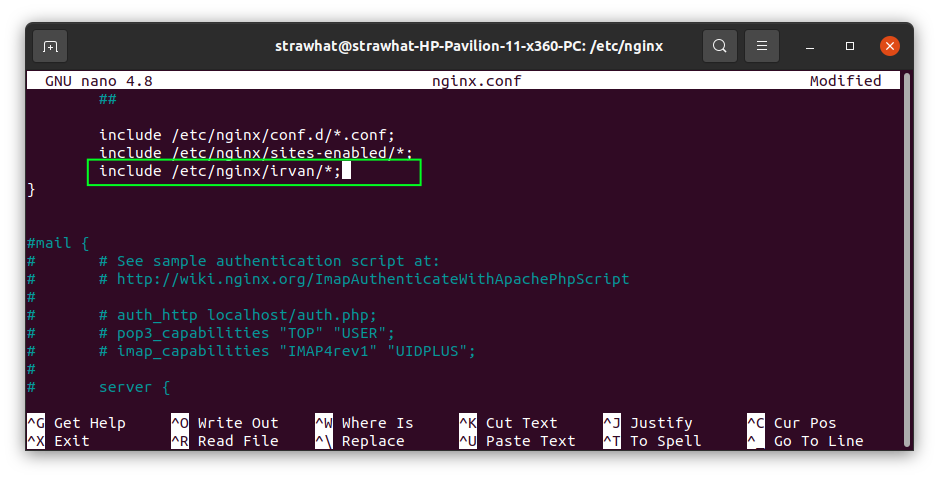 strawhat@strawhat-HP-Pavilion-11-x360-PC: /etc/nginx
GNU nano 4.8 nginx.conf Modified
##
include /etc/nginx/conf.d/*.conf;
include /etc/nginx/sites-enabled/*;
include /etc/nginx/irvan/*;
}
#mail {
# # See sample authentication script at:
# # http://wiki.nginx.org/ImapAuthenticateWithApachePhpScript
#
# # auth_http localhost/auth.php;
# # pop3_capabilities "TOP" "USER";
# # imap_capabilities "IMAP4rev1" "UIDPLUS";
#
# server {
^G Get Help ^O Write Out ^W Where Is ^K Cut Text ^J Justify ^C Cur Pos
^X Exit ^R Read File ^\ Replace ^U Paste Text ^T To Spell ^_ Go To Line